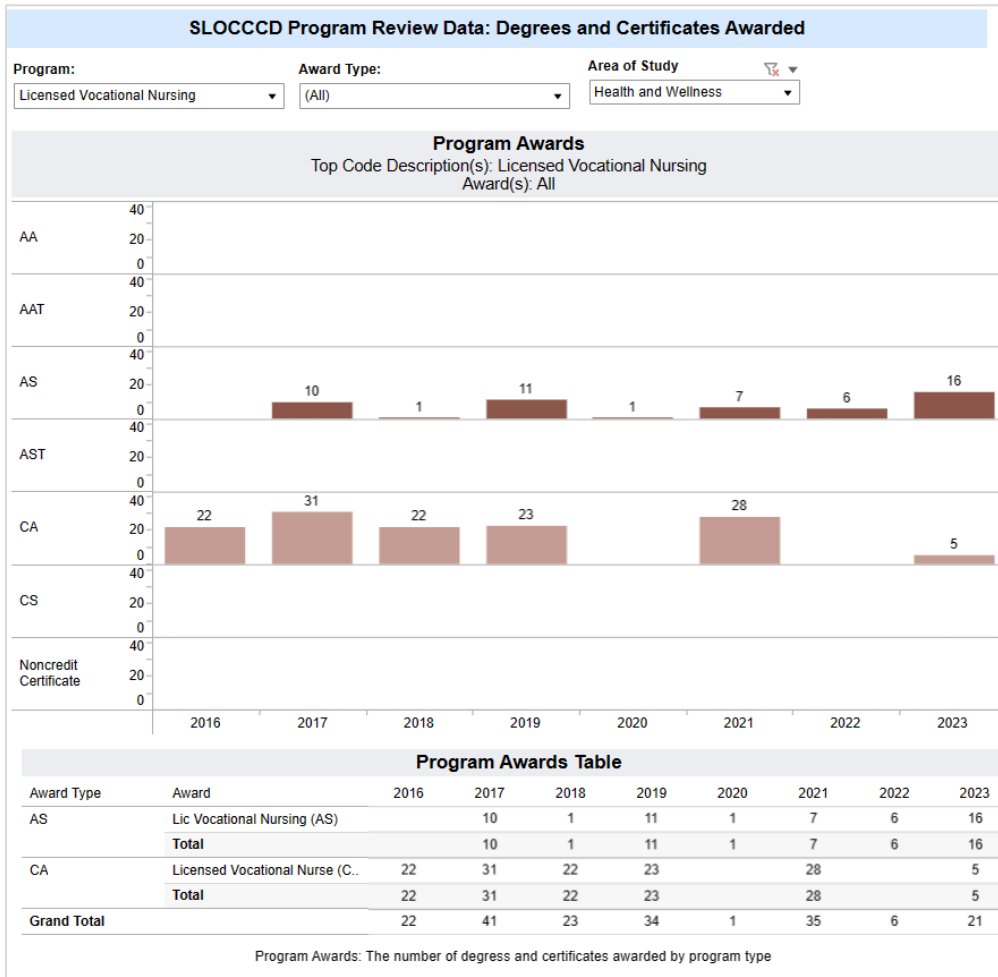 SLOCCCD Program Review Data: Degrees and Certificates Awarded
Program: Award Type: Area of Study
Licensed Vocational Nursing (All) Health and Wellness
Program Awards
Top Code Description(s): Licensed Vocational Nursing
Award(s): All
40
AA 20
0
40
AAT 20
0
40
AS 20 10 1 11 1 7 6 16
0
40
AST 20
0
40
CA 20 22 31 22 23 28 5
0
40
CS 20
0
40
Noncredit
Certificate 20
0
2016 2017 2018 2019 2020 2021 2022 2023
Program Awards Table
Award Type Award 2016 2017 2018 2019 2020 2021 2022 2023
AS Lic Vocational Nursing (AS) 10 1 11 1 7 6 16
Total 10 1 11 1 7 6 16
CA Licensed Vocational Nurse (C.. 22 31 22 23 28 5
Total 22 31 22 23 28 5
Grand Total 22 41 23 34 1 35 6 21
Program Awards: The number of degress and certificates awarded by program type